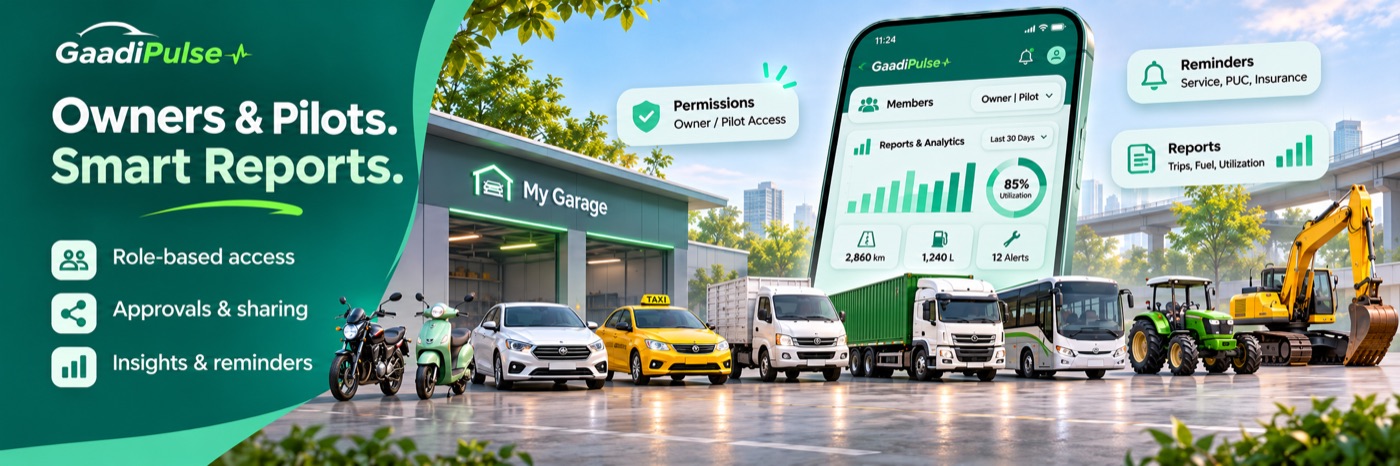 GaadiPulse
Owners & Pilots.
Smart Reports.
Role-based access
Approvals & sharing
Insights & reminders
My Garage
TAXI
Permissions
Owner / Pilot Access
11:24
GaadiPulse
Members
Owner | Pilot
Reports & Analytics
Last 30 Days
85%
Utilization
2,860 km
1,240 L
12 Alerts
Reminders
Service, PUC, Insurance
Reports
Trips, Fuel, Utilization